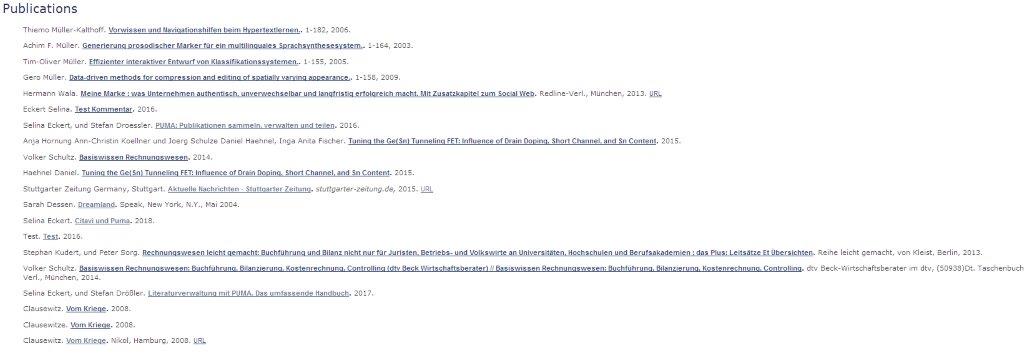 Publications
Thiemo Müller-Kalthoff. Vorwissen und Navigationshilfen beim Hypertextlernen.. 1-182, 2006.
Achim F. Müller. Generierung prosodischer Marker für ein multilinguales Sprachsynthesesystem.. 1-164, 2003.
Tim-Oliver Müller. Effizienter interaktiver Entwurf von Klassifikationssystemen.. 1-155, 2005.
Gero Müller. Data-driven methods for compression and editing of spatially varying appearance.. 1-158, 2009.
Hermann Wala. Meine Marke : was Unternehmen authentisch, unverwechselbar und langfristig erfolgreich macht. Mit Zusatzkapitel zum Social Web. Redline-Verl., München, 2013. URL
Eckert Selina. Test Kommentar. 2016.
Selina Eckert, und Stefan Droessler. PUMA: Publikationen sammeln, verwalten und teilen. 2016.
Anja Hornung Ann-Christin Koellner und Joerg Schulze Daniel Haehnel, Inga Anita Fischer. Tuning the Ge(Sn) Tunneling FET: Influence of Drain Doping, Short Channel, and Sn Content. 2015.
Volker Schultz. Basiswissen Rechnungswesen. 2014.
Haehnel Daniel. Tuning the Ge(Sn) Tunneling FET: Influence of Drain Doping, Short Channel, and Sn Content. 2015.
Stuttgarter Zeitung Germany, Stuttgart. Aktuelle Nachrichten - Stuttgarter Zeitung. stuttgarter-zeitung.de, 2015. URL
Sarah Dessen. Dreamland. Speak, New York, N.Y., Mai 2004.
Selina Eckert. Citavi und Puma. 2018.
Test. Test. 2016.
Stephan Kudert, und Peter Sorg. Rechnungswesen leicht gemacht: Buchführung und Bilanz nicht nur für Juristen, Betriebs- und Volkswirte an Universitäten, Hochschulen und Berufsakademien ; das Plus: Leitsätze Et Übersichten. Reihe leicht gemacht, von Kleist, Berlin, 2013.
Volker Schultz. Basiswissen Rechnungswesen: Buchführung, Bilanzierung, Kostenrechnung, Controlling (dtv Beck Wirtschaftsberater) // Basiswissen Rechnungswesen: Buchführung, Bilanzierung, Kostenrechnung, Controlling. dtv Beck-Wirtschaftsberater im dtv, (50938)Dt. Taschenbuch
Verl., München, 2014.
Selina Eckert, und Stefan Drößler. Literaturverwaltung mit PUMA. Das umfassende Handbuch. 2017.
Clausewitz. Vom Kriege. 2008.
Clausewitze. Vom Kriege. 2008.
Clausewitz. Vom Kriege. Nikol, Hamburg, 2008. URL